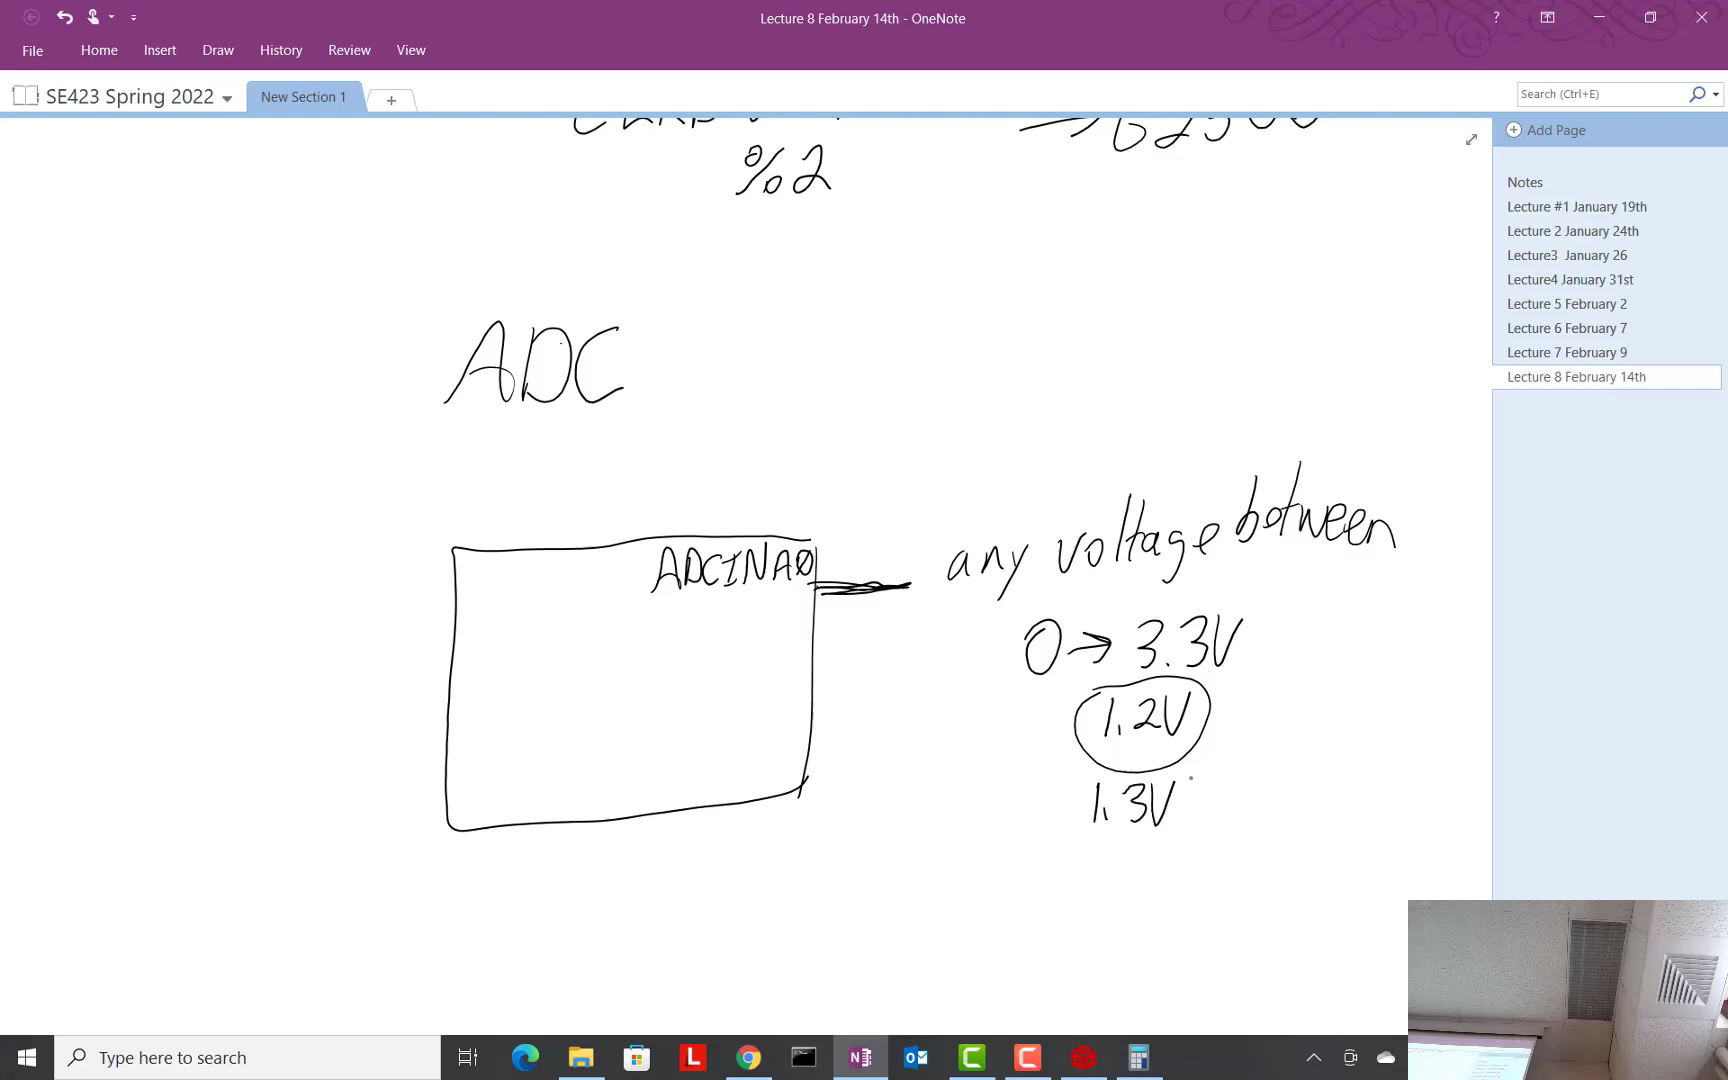 Lecture 8 February 14th - OneNote
?
File Home Insert Draw History Review View
SE423 Spring 2022
New Section 1
+
Search (Ctrl+E)
Add Page
Notes
Lecture #1 January 19th
Lecture 2 January 24th
Lecture3 January 26
Lecture4 January 31st
Lecture 5 February 2
Lecture 6 February 7
Lecture 7 February 9
Lecture 8 February 14th
→ 62500
%2
ADC
ADCINA0
any voltage between
0 → 3.3V
1.2V
1.3V
Type here to search